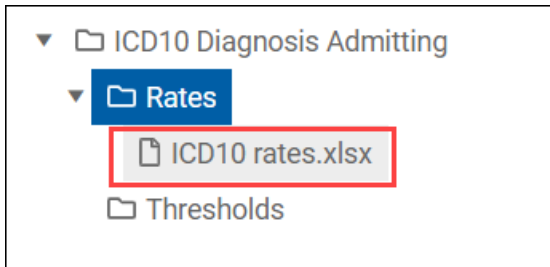 ICD10 Diagnosis Admitting
Rates
ICD10 rates.xlsx
Thresholds